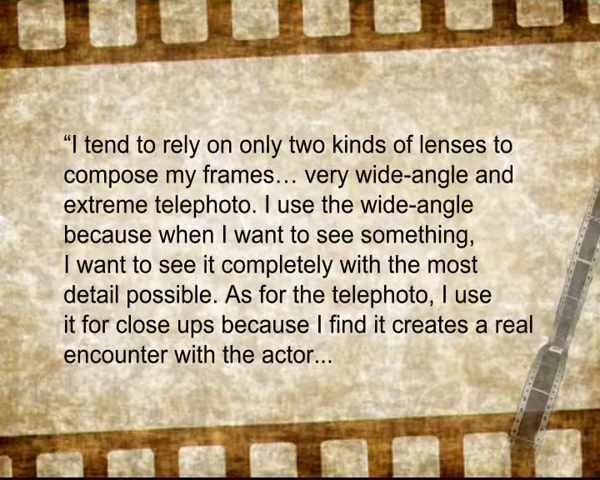 “I tend to rely on only two kinds of lenses to
compose my frames… very wide-angle and
extreme telephoto. I use the wide-angle
because when I want to see something,
I want to see it completely with the most
detail possible. As for the telephoto, I use
it for close ups because I find it creates a real
encounter with the actor...